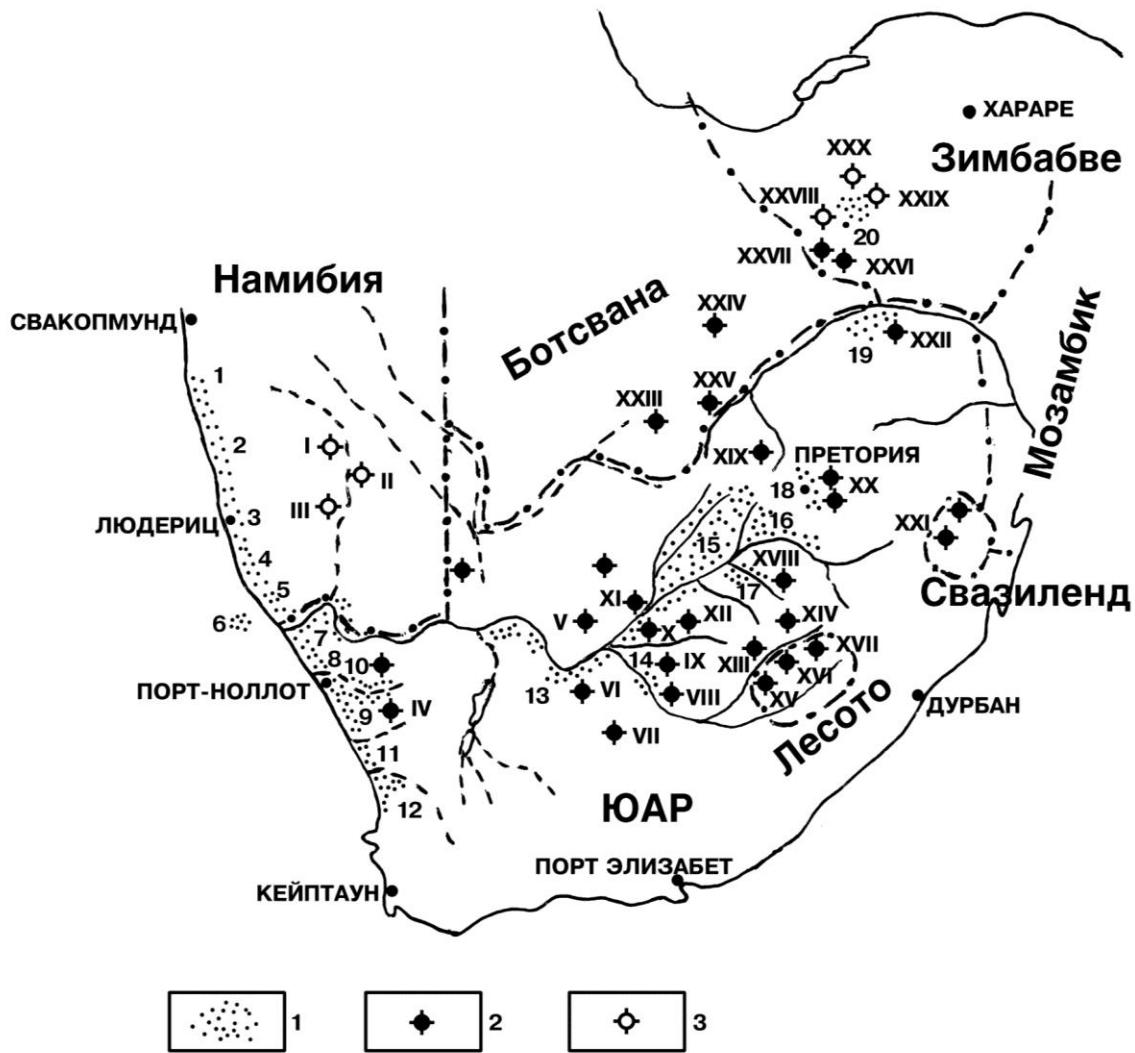 ХАРАРЕ
Зимбабве
XXX
XXIX
XXVIII
20
XXVII
XXVI
Намибия
Ботсвана
Мозамбик
СВАКОПМУНД
XXIV
XXII
19
1
XXV
XXIII
2
I
II
III
XIX
ПРЕТОРИЯ
18
XX
ЛЮДЕРИЦ
3
16
15
XXI
4
5
XVIII
17
Свазиленд
6
XI
V
XII
X
XIV
7
8
10
14
IX
XIII
XVII
XVI
ПОРТ-НОЛЛОТ
13
VI
VIII
XV
9
IV
ДУРБАН
Лесото
VII
11
12
ЮАР
ПОРТ ЭЛИЗАБЕТ
КЕЙПТАУН
1
2
3